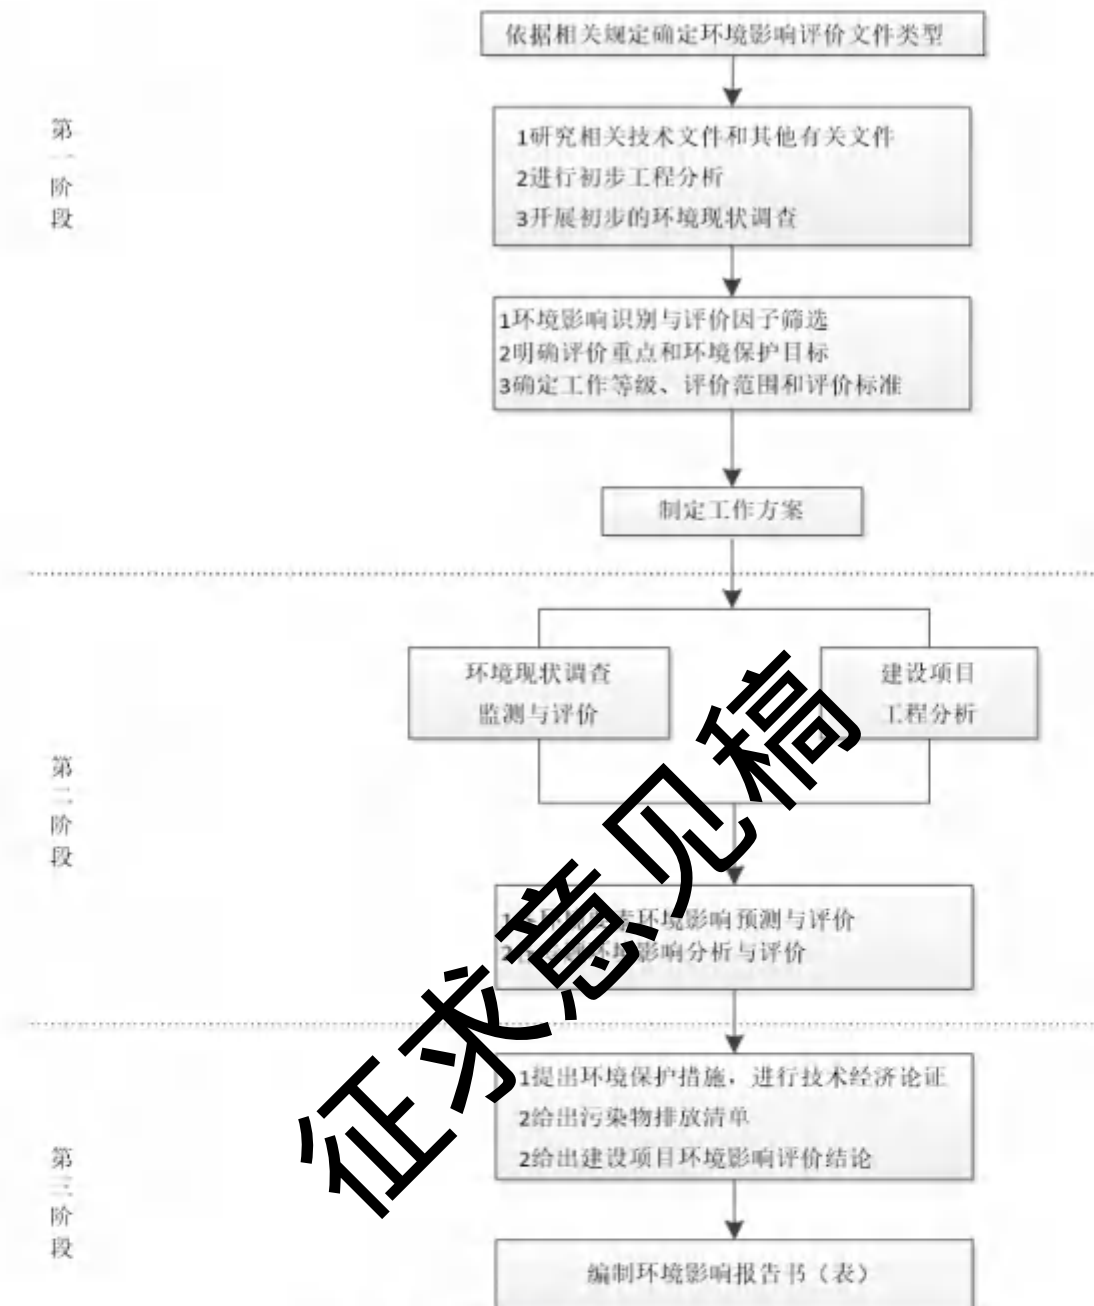 依据相关规定确定环境影响评价文件类型
第
一
阶
段
1研究相关技术文件和其他有关文件
2进行初步工程分析
3开展初步的环境现状调查
1环境影响识别与评价因子筛选
2明确评价重点和环境保护目标
3确定工作等级、评价范围和评价标准
制定工作方案
环境现状调查
监测与评价
建设项目
工程分析
第
二
阶
段
环境影响预测与评价
影响分析与评价
征求意见稿
1提出环境保护措施，进行技术经济论证
2给出污染物排放清单
2给出建设项目环境影响评价结论
第
三
阶
段
编制环境影响报告书（表）